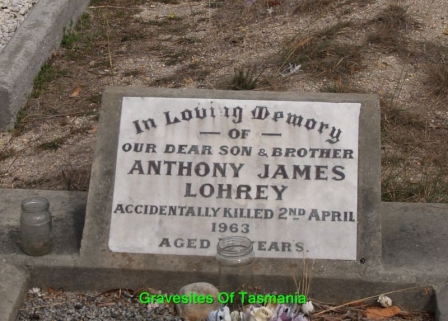 In Loving Memory
— OF —
OUR DEAR SON & BROTHER
ANTHONY JAMES
LOHREY
ACCIDENTALLY KILLED 2ND APRIL
1963
AGED YEARS.
Gravesites Of Tasmania